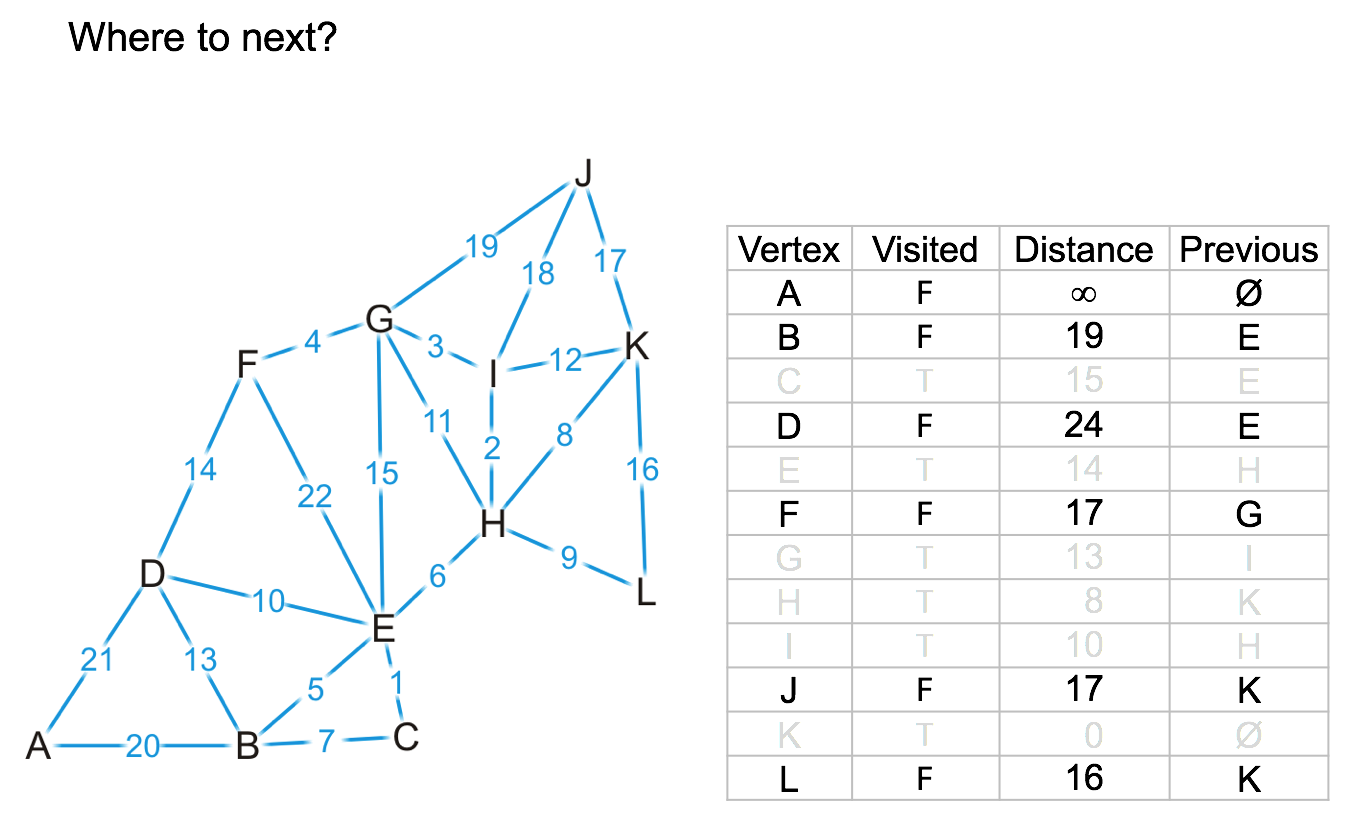 Where to next?
J
19
18
17
G
4
3
K
F
I
12
11
2
8
14
15
16
22
H
9
D
6
L
10
E
21
13
5
1
A
20
B
7
C
Vertex Visited Distance Previous
A F ∞ Ø
B F 19 E
C T 15 E
D F 24 E
E T 14 H
F F 17 G
G T 13 I
H T 8 K
I T 10 H
J F 17 K
K T 0 Ø
L F 16 K